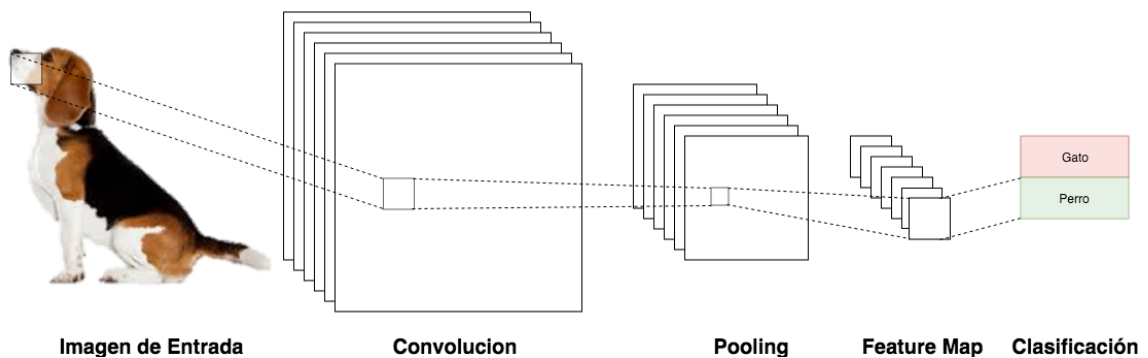 Gato
Perro
Imagen de Entrada
Convolucion
Pooling
Feature Map
Clasificación